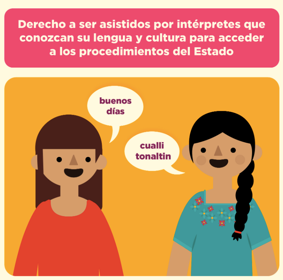 Derecho a ser asistidos por intérpretes que
conozcan su lengua y cultura para acceder
a los procedimientos del Estado
buenos
días
cualli
tonaltin